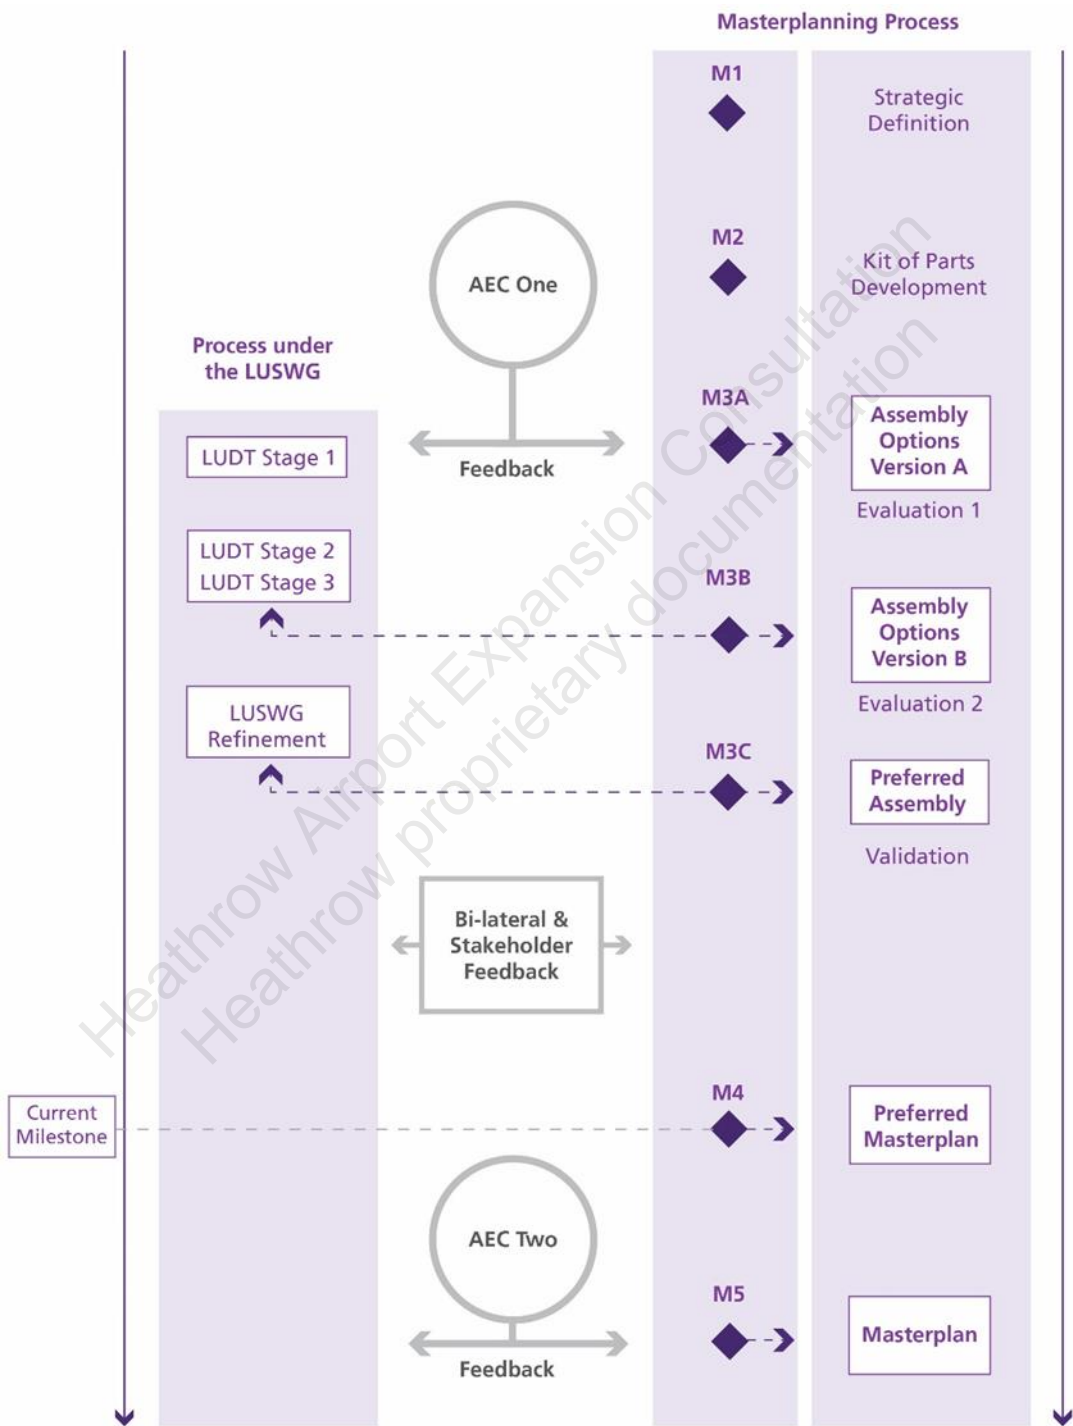 Masterplanning Process
M1
Strategic
Definition
M2
Kit of Parts
Development
AEC One
Process under
the LUSWG
M3A
Assembly
Options
Version A
LUDT Stage 1
Feedback
Evaluation 1
LUDT Stage 2
LUDT Stage 3
M3B
Assembly
Options
Version B
Evaluation 2
LUSWG
Refinement
M3C
Preferred
Assembly
Validation
Bi-lateral &
Stakeholder
Feedback
Current
Milestone
M4
Preferred
Masterplan
AEC Two
M5
Masterplan
Feedback
Heathrow Airport Expansion Consultation
Heathrow proprietary documentation